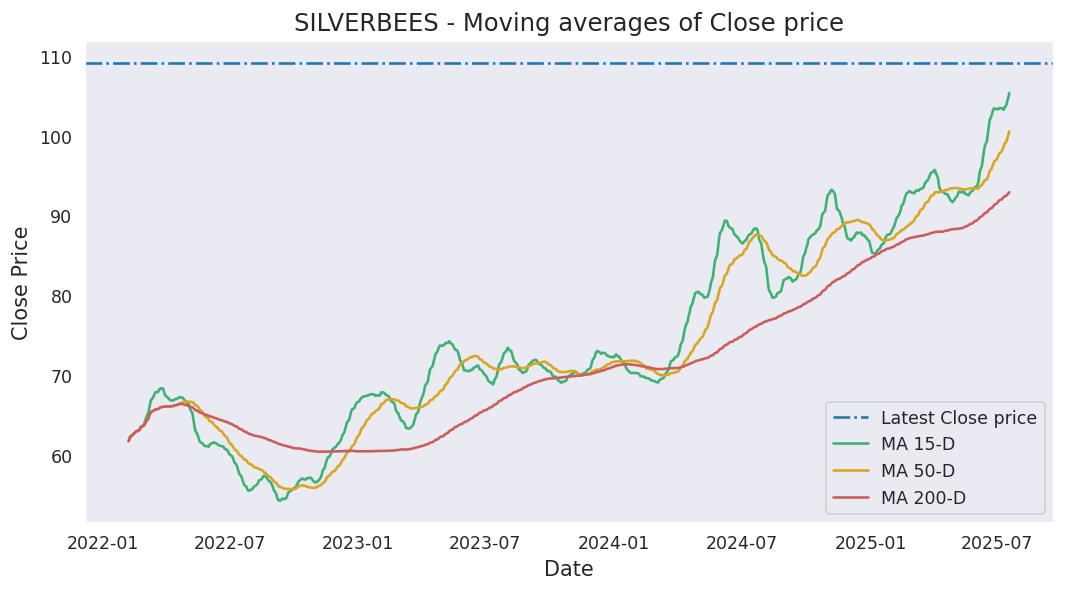 SILVERBEES - Moving averages of Close price
Close Price
110
100
90
80
70
60
Latest Close price
MA 15-D
MA 50-D
MA 200-D
2022-01 2022-07 2023-01 2023-07 2024-01 2024-07 2025-01 2025-07
Date